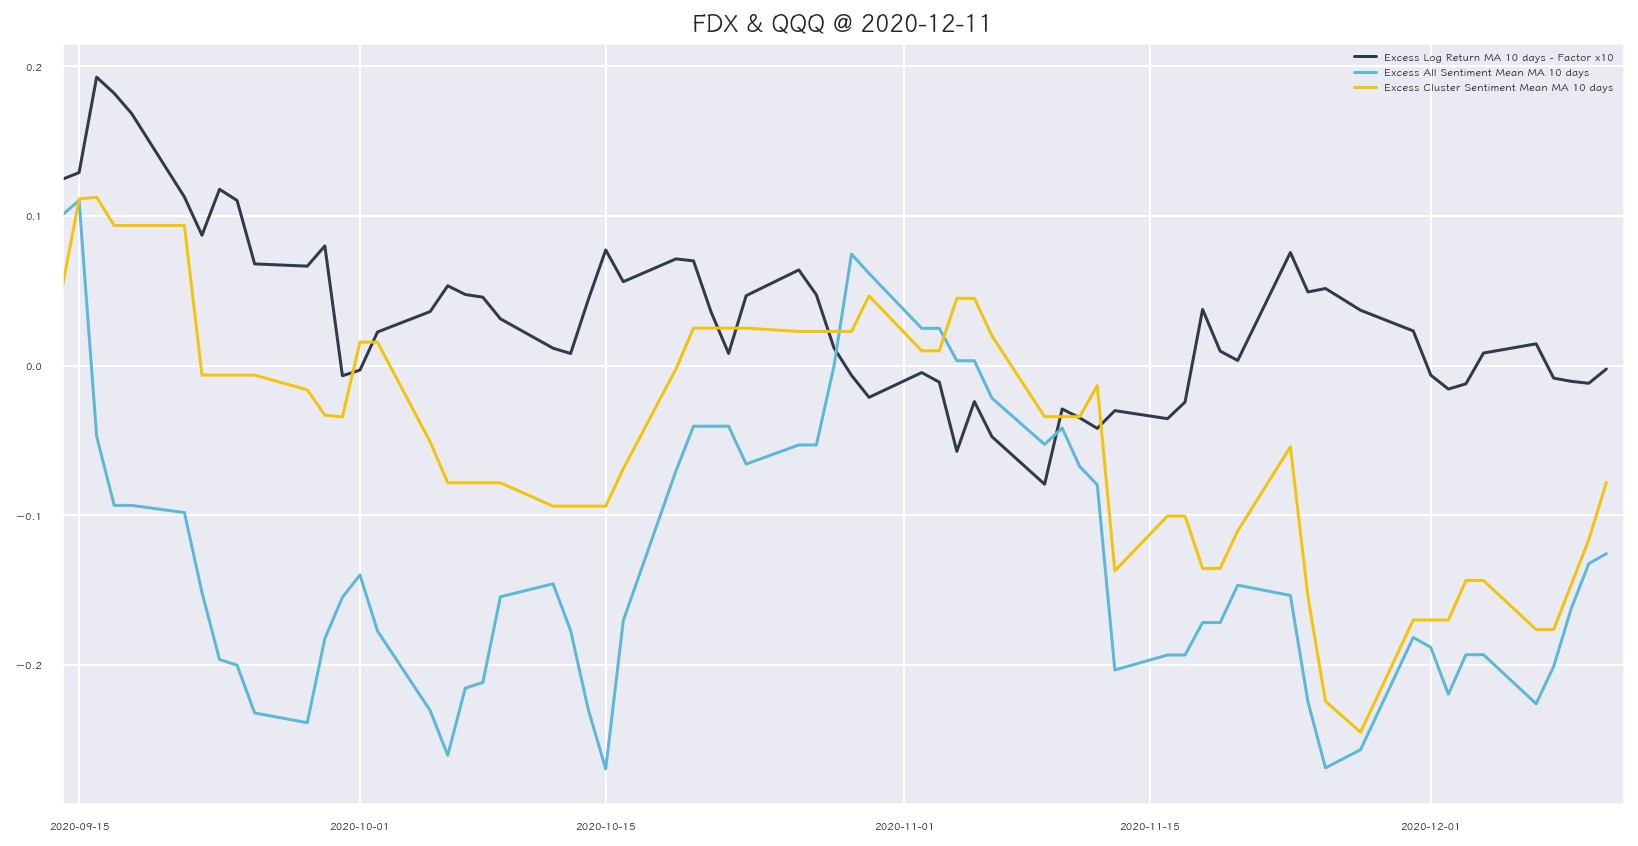 FDX & QQQ @ 2020-12-11
Excess Log Return MA 10 days - Factor x10
Excess All Sentiment Mean MA 10 days
Excess Cluster Sentiment Mean MA 10 days
0.2
0.1
0.0
−0.1
−0.2
2020-09-15 2020-10-01 2020-10-15 2020-11-01 2020-11-15 2020-12-01